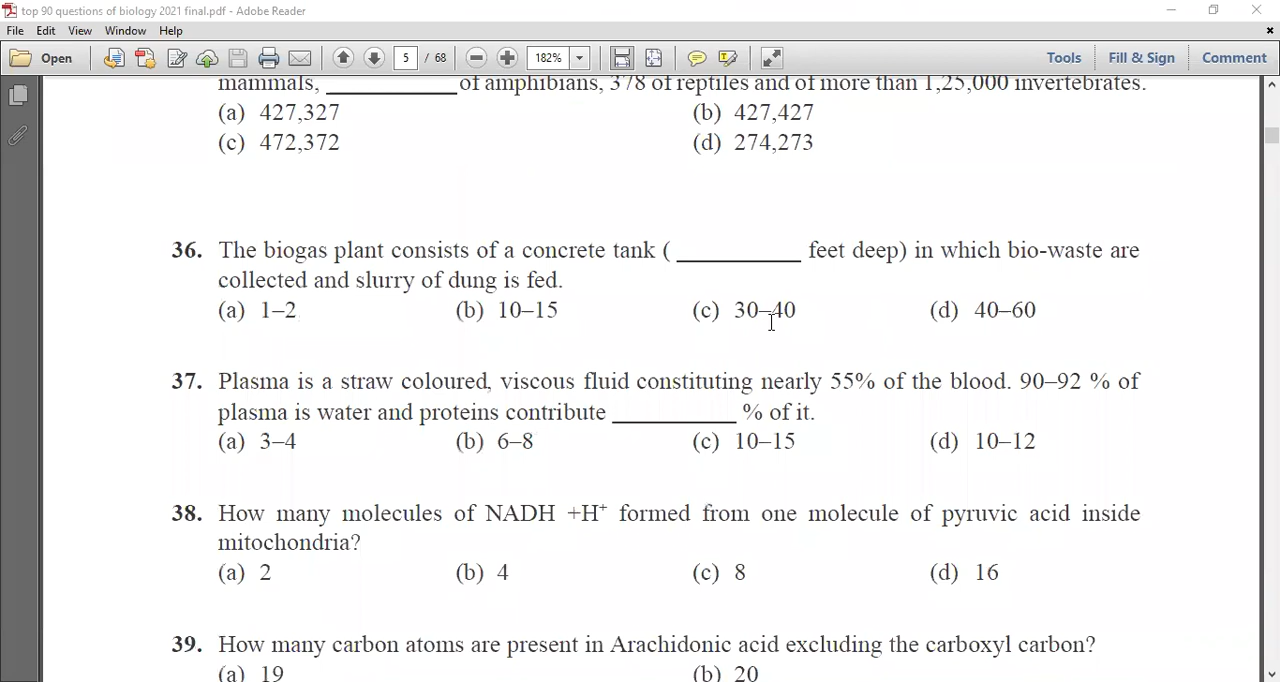 top 90 questions of biology 2021 final.pdf - Adobe Reader
File Edit View Window Help
Open 5 / 68 182% Tools Fill & Sign Comment
mammals, __________ of amphibians, 378 of reptiles and of more than 1,25,000 invertebrates.
(a) 427,327 (b) 427,427
(c) 472,372 (d) 274,273
36. The biogas plant consists of a concrete tank ( __________ feet deep) in which bio-waste are
collected and slurry of dung is fed.
(a) 1–2 (b) 10–15 (c) 30–40 (d) 40–60
37. Plasma is a straw coloured, viscous fluid constituting nearly 55% of the blood. 90–92 % of
plasma is water and proteins contribute __________ % of it.
(a) 3–4 (b) 6–8 (c) 10–15 (d) 10–12
38. How many molecules of NADH +H⁺ formed from one molecule of pyruvic acid inside
mitochondria?
(a) 2 (b) 4 (c) 8 (d) 16
39. How many carbon atoms are present in Arachidonic acid excluding the carboxyl carbon?
(a) 19 (b) 20